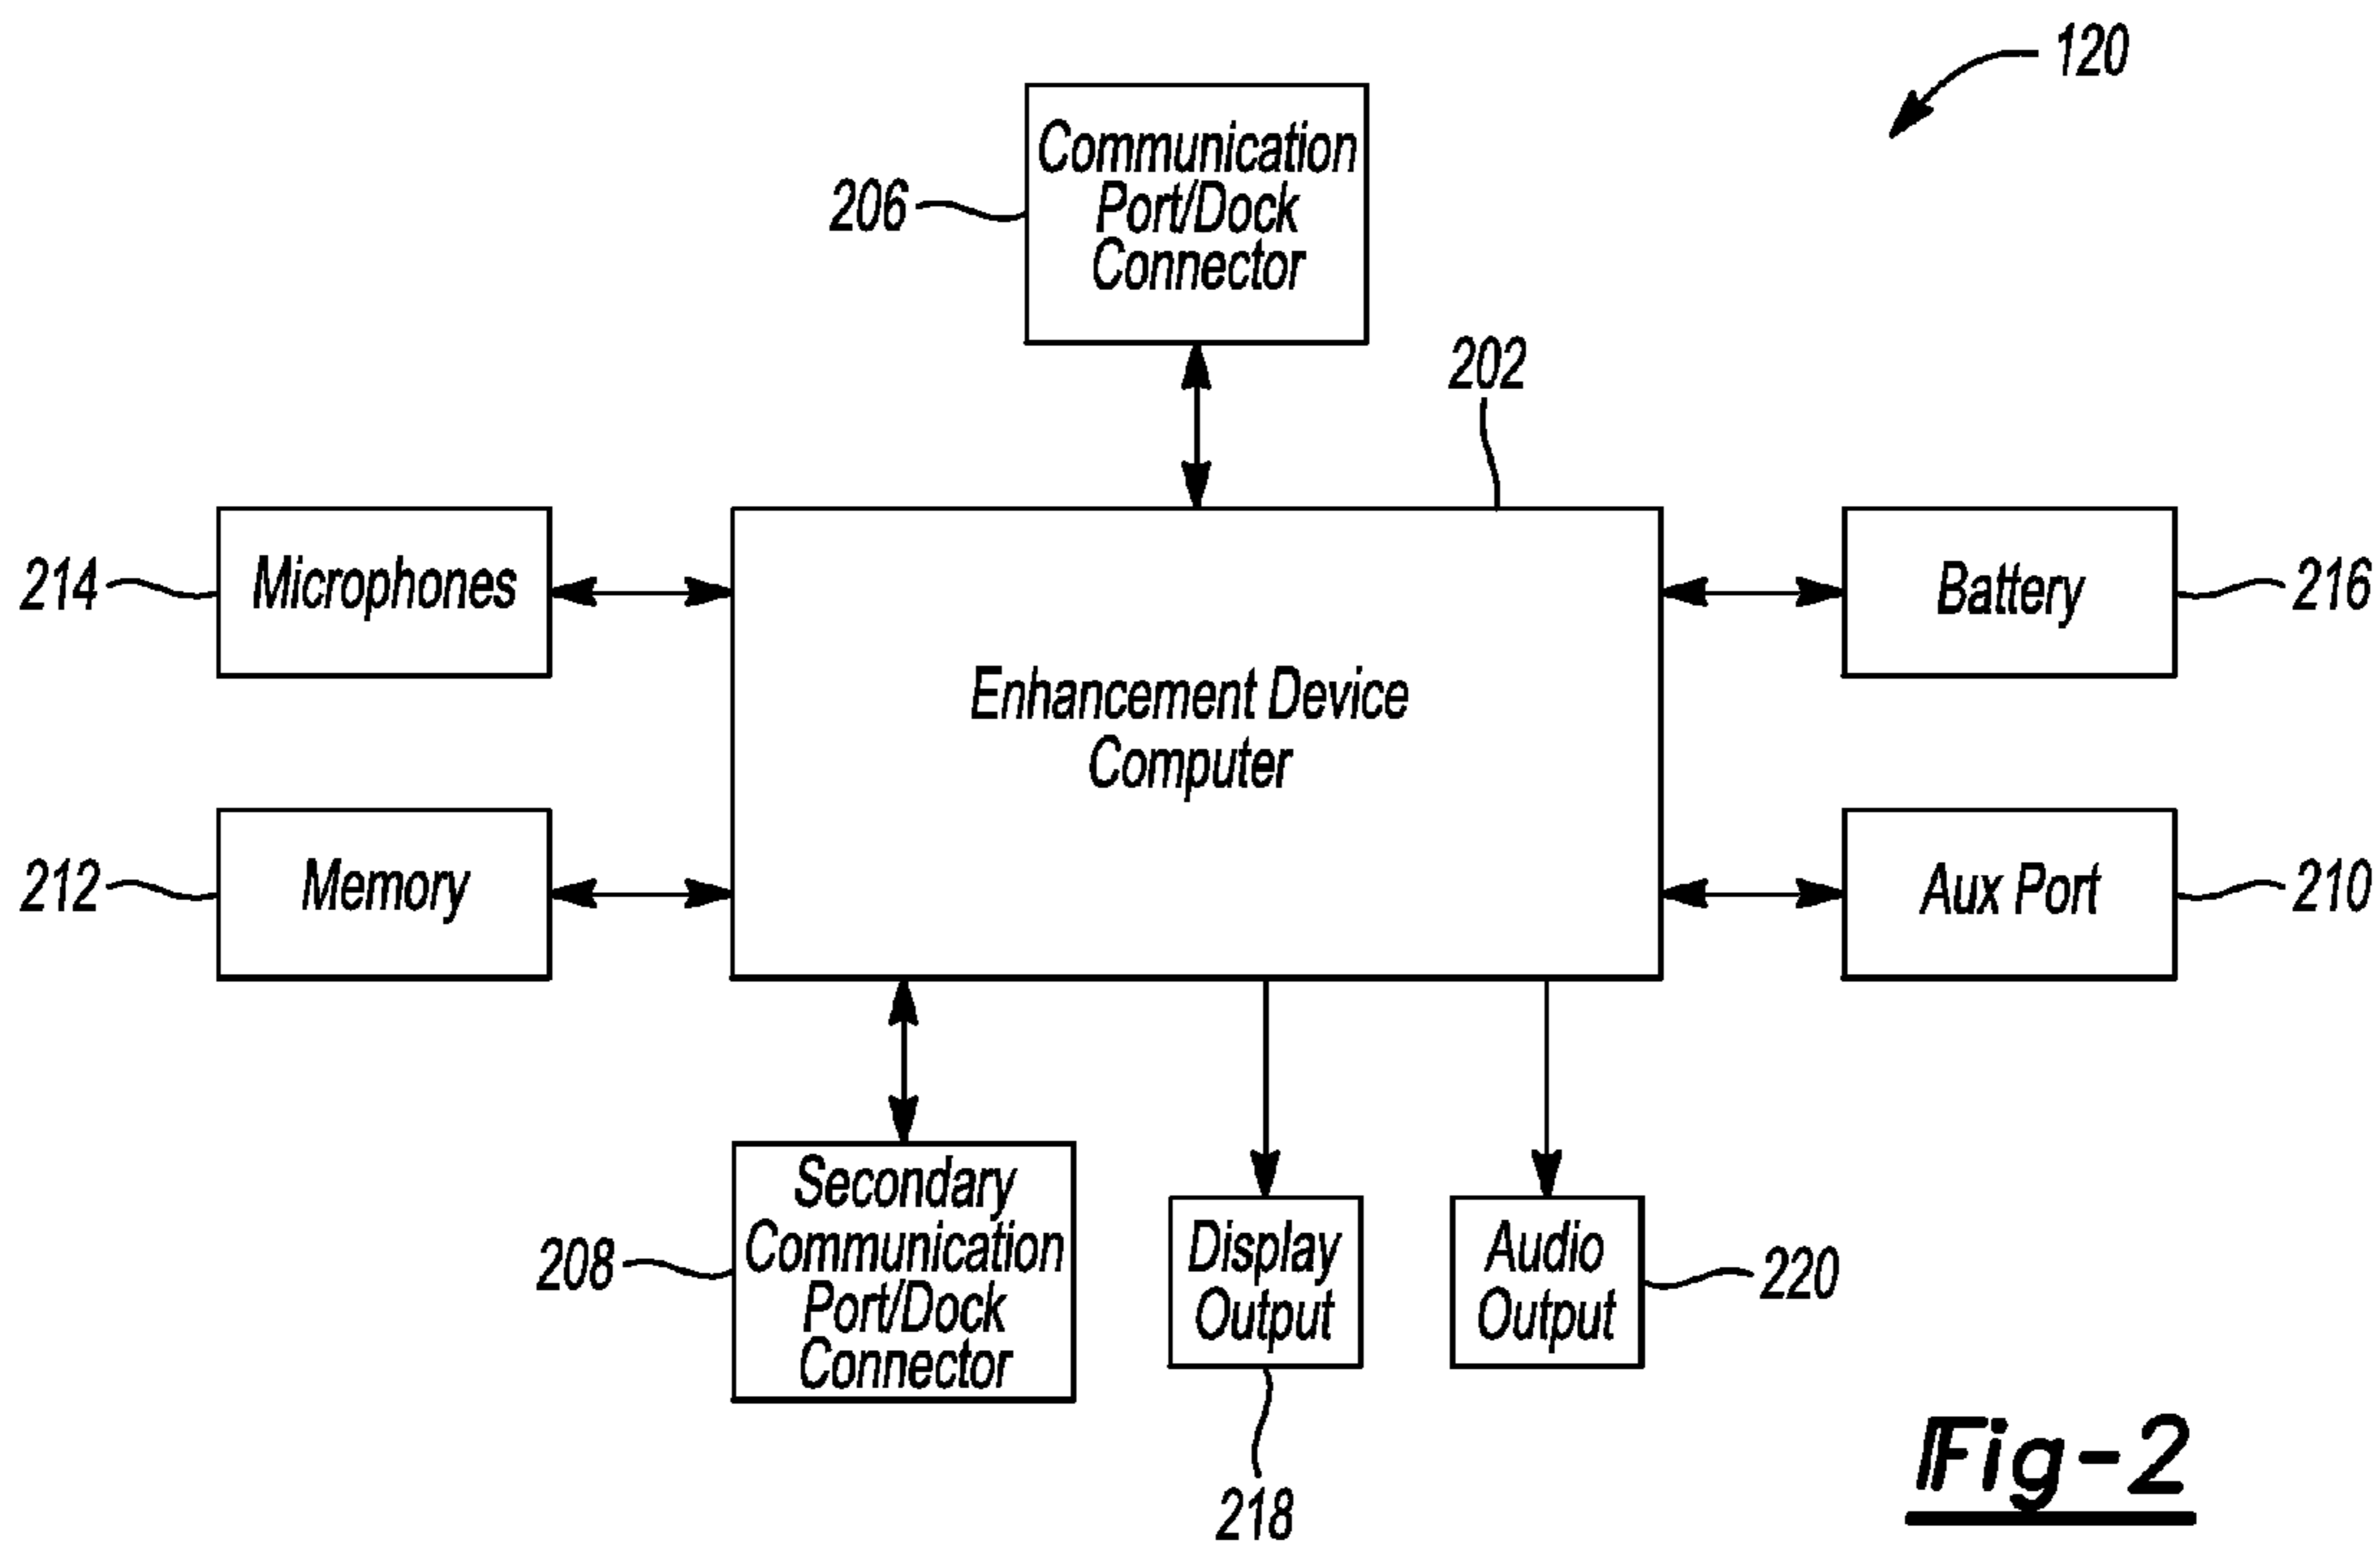 120
Communication
Port/Dock
Connector
206
202
214
Microphones
Battery
216
Enhancement Device
Computer
212
Memory
Aux Port
210
Secondary
Communication
Port/Dock
Connector
208
Display
Output
Audio
Output
220
218
Fig-2